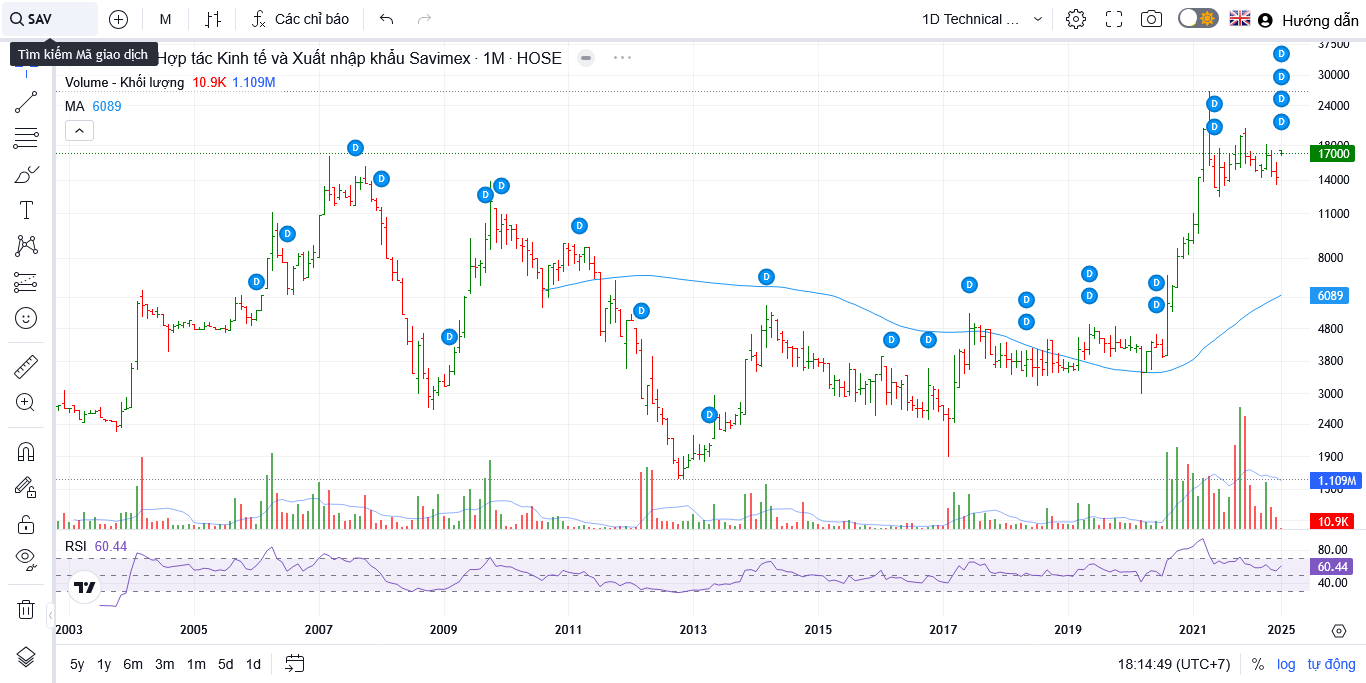 SAV
M
Các chỉ báo
1D Technical ...
Hướng dẫn
Tìm kiếm Mã giao dịch
Hợp tác Kinh tế và Xuất nhập khẩu Savimex · 1M · HOSE
Volume - Khối lượng 10.9K 1.109M
MA 6089
37500
30000
24000
18000
17000
14000
11000
8000
6089
4800
3800
3000
2400
1900
1.109M
1500
10.9K
D D D D D D D D D D D D D D D D D D D D D D D D D D D
RSI 60.44
80.00
60.44
40.00
2003 2005 2007 2009 2011 2013 2015 2017 2019 2021 2025
5y 1y 6m 3m 1m 5d 1d
18:14:49 (UTC+7) % log tự động